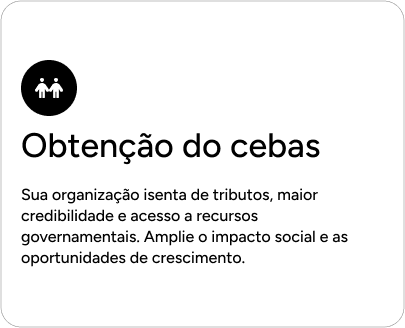 Obtenção do cebas
Sua organização isenta de tributos, maior
credibilidade e acesso a recursos
governamentais. Amplie o impacto social e as
oportunidades de crescimento.